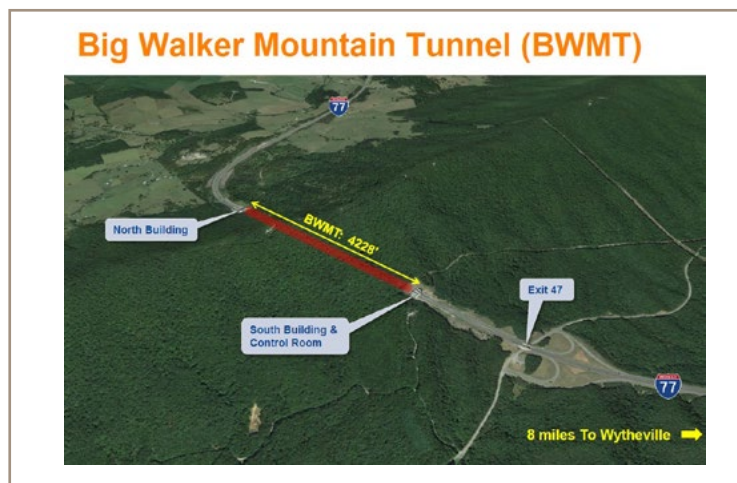 Big Walker Mountain Tunnel (BWMT)
77
North Building
BWMT: 4228'
Exit 47
South Building &
Control Room
77
8 miles To Wytheville